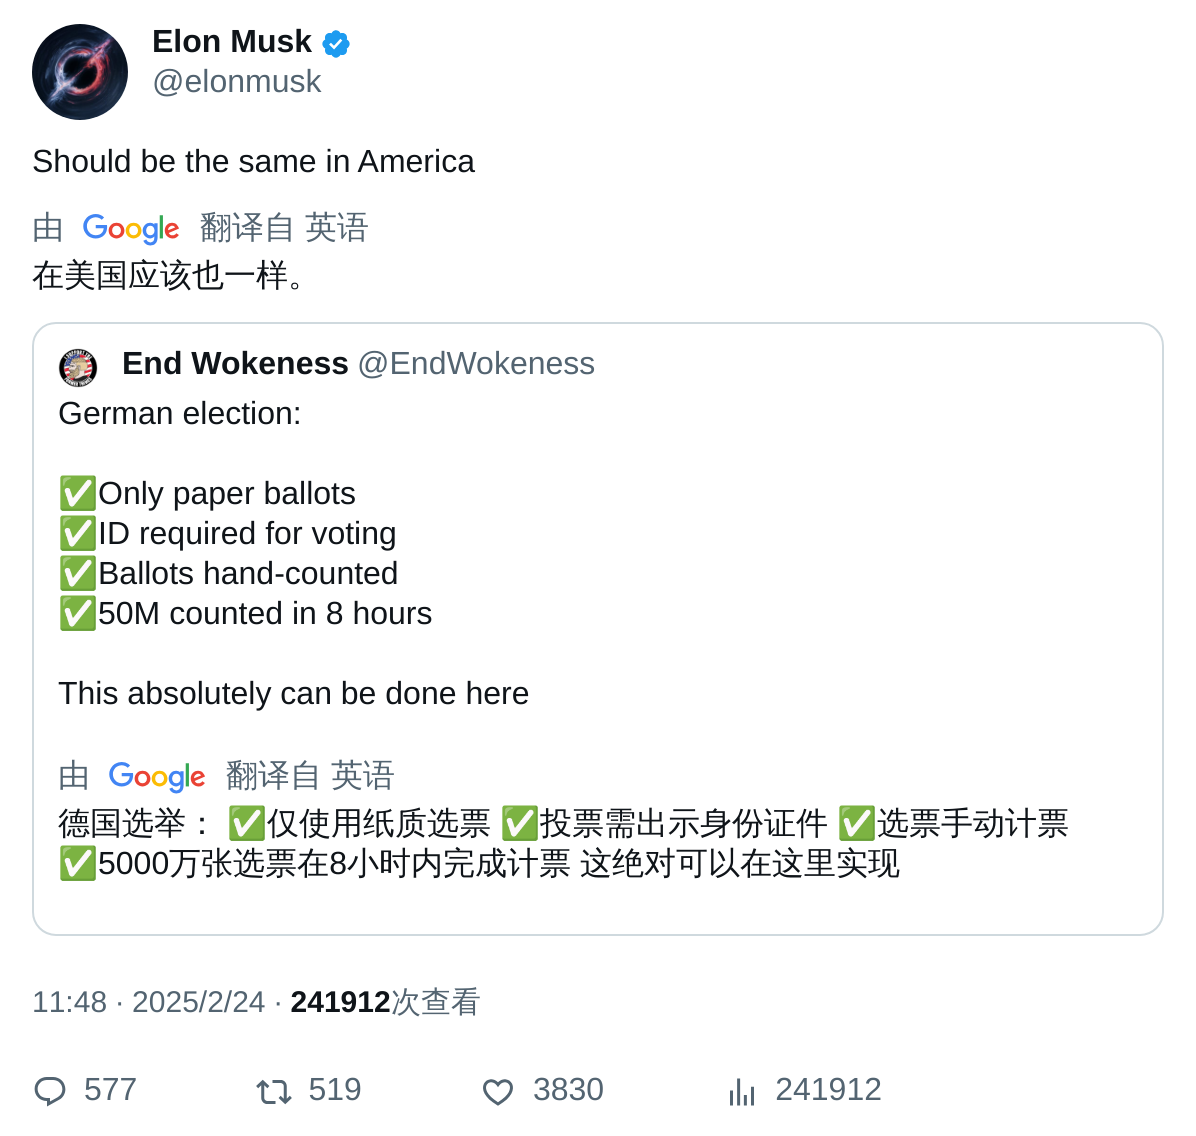 Elon Musk
@elonmusk
Should be the same in America
由 Google 翻译自 英语
在美国应该也一样。
End Wokeness @EndWokeness
German election:
✅Only paper ballots
✅ID required for voting
✅Ballots hand-counted
✅50M counted in 8 hours
This absolutely can be done here
由 Google 翻译自 英语
德国选举： ✅仅使用纸质选票 ✅投票需出示身份证件 ✅选票手动计票
✅5000万张选票在8小时内完成计票 这绝对可以在这里实现
11:48 · 2025/2/24 · 241912次查看
577 519 3830 241912